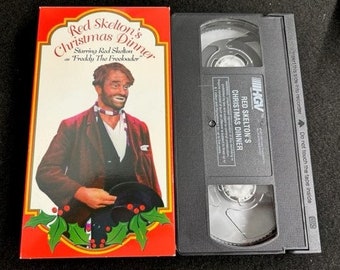 Red Skelton's
Christmas Dinner
Starring Red Skelton
as "Freddy The Freeloader"
HGV
RED SKELTON'S
CHRISTMAS DINNER
Do not touch the tape inside